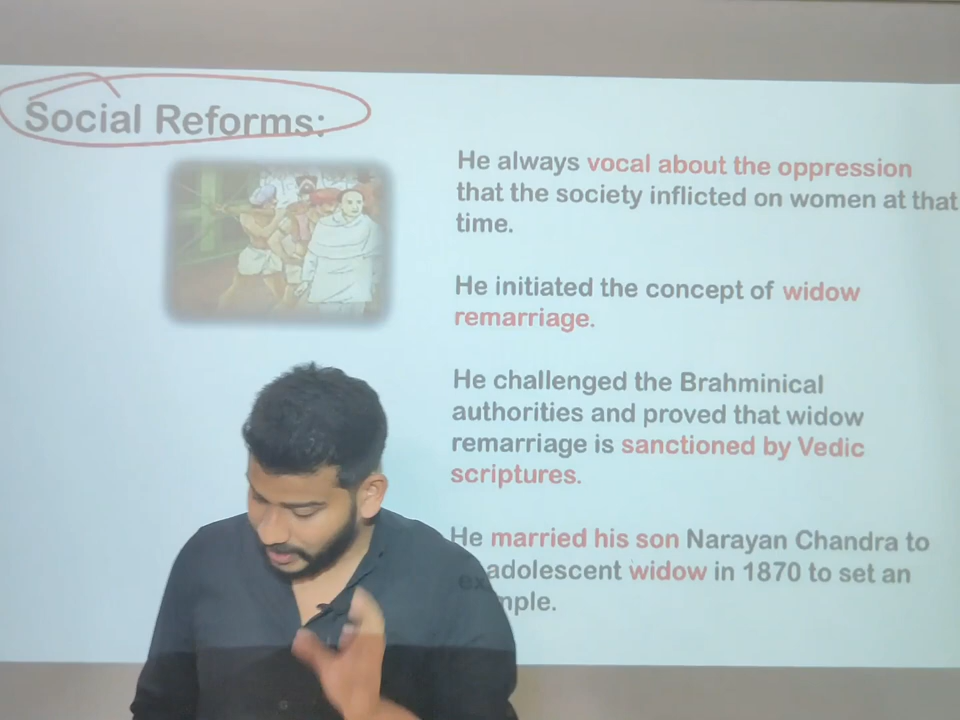 Social Reforms:
He always vocal about the oppression
that the society inflicted on women at that
time.
He initiated the concept of widow
remarriage.
He challenged the Brahminical
authorities and proved that widow
remarriage is sanctioned by Vedic
scriptures.
He married his son Narayan Chandra to
adolescent widow in 1870 to set an
ex mple.